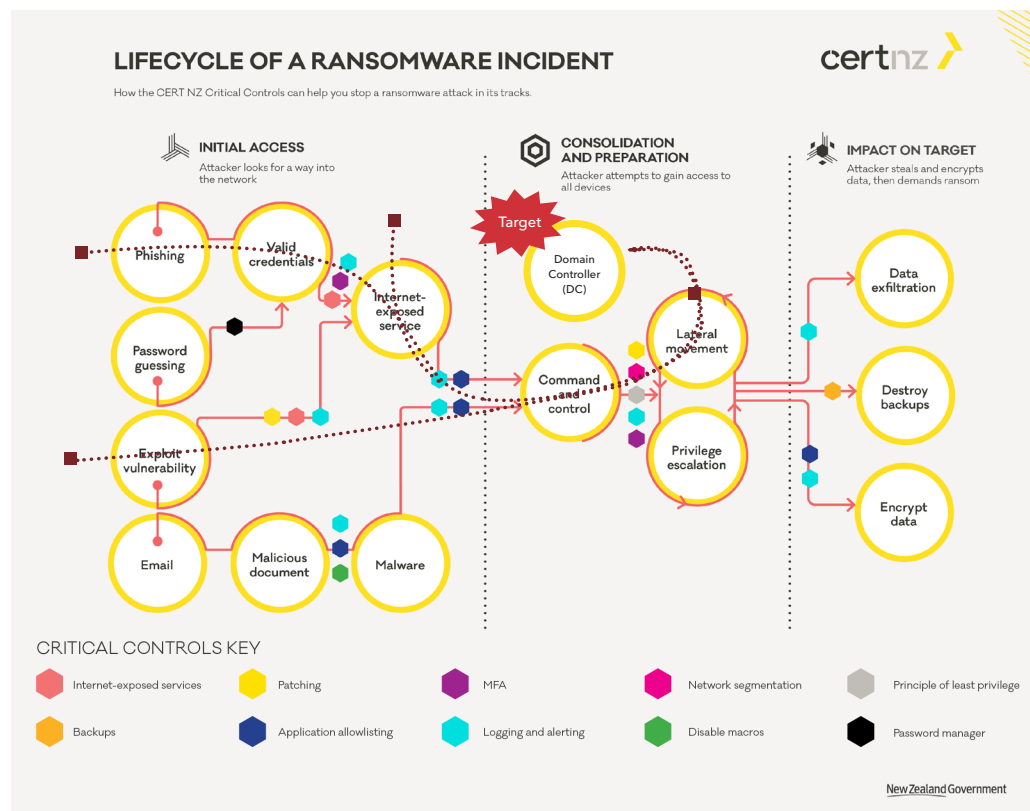 LIFECYCLE OF A RANSOMWARE INCIDENT
certnz
How the CERT NZ Critical Controls can help you stop a ransomware attack in its tracks.
INITIAL ACCESS
Attacker looks for a way into
the network
CONSOLIDATION
AND PREPARATION
Attacker attempts to gain access to
all devices
IMPACT ON TARGET
Attacker steals and encrypts
data, then demands ransom
Target
Phishing
Valid
credentials
Internet-
exposed
service
Domain
Controller
(DC)
Data
exfiltration
Password
guessing
Lateral
movement
Command
and
control
Destroy
backups
Exploit
vulnerability
Privilege
escalation
Encrypt
data
Email
Malicious
document
Malware
CRITICAL CONTROLS KEY
Internet-exposed services
Patching
MFA
Network segmentation
Principle of least privilege
Backups
Application allowlisting
Logging and alerting
Disable macros
Password manager
New Zealand Government